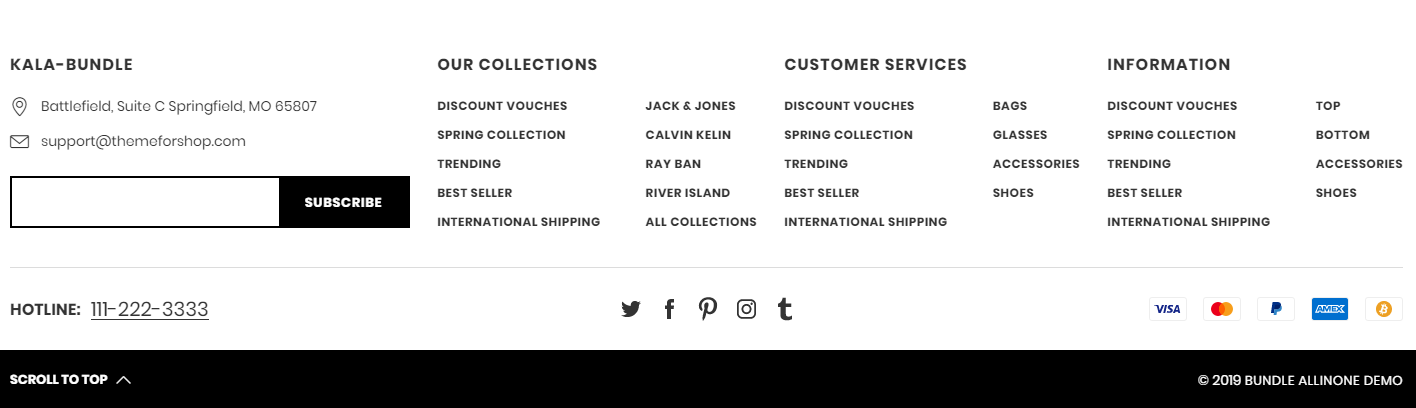 KALA-BUNDLE
Battlefield, Suite C Springfield, MO 65807
support@themeforshop.com
SUBSCRIBE
OUR COLLECTIONS
DISCOUNT VOUCHES
SPRING COLLECTION
TRENDING
BEST SELLER
INTERNATIONAL SHIPPING
JACK & JONES
CALVIN KELIN
RAY BAN
RIVER ISLAND
ALL COLLECTIONS
CUSTOMER SERVICES
DISCOUNT VOUCHES
SPRING COLLECTION
TRENDING
BEST SELLER
INTERNATIONAL SHIPPING
BAGS
GLASSES
ACCESSORIES
SHOES
INFORMATION
DISCOUNT VOUCHES
SPRING COLLECTION
TRENDING
BEST SELLER
INTERNATIONAL SHIPPING
TOP
BOTTOM
ACCESSORIES
SHOES
HOTLINE: 111-222-3333
VISA
AMEX
SCROLL TO TOP
© 2019 BUNDLE ALLINONE DEMO